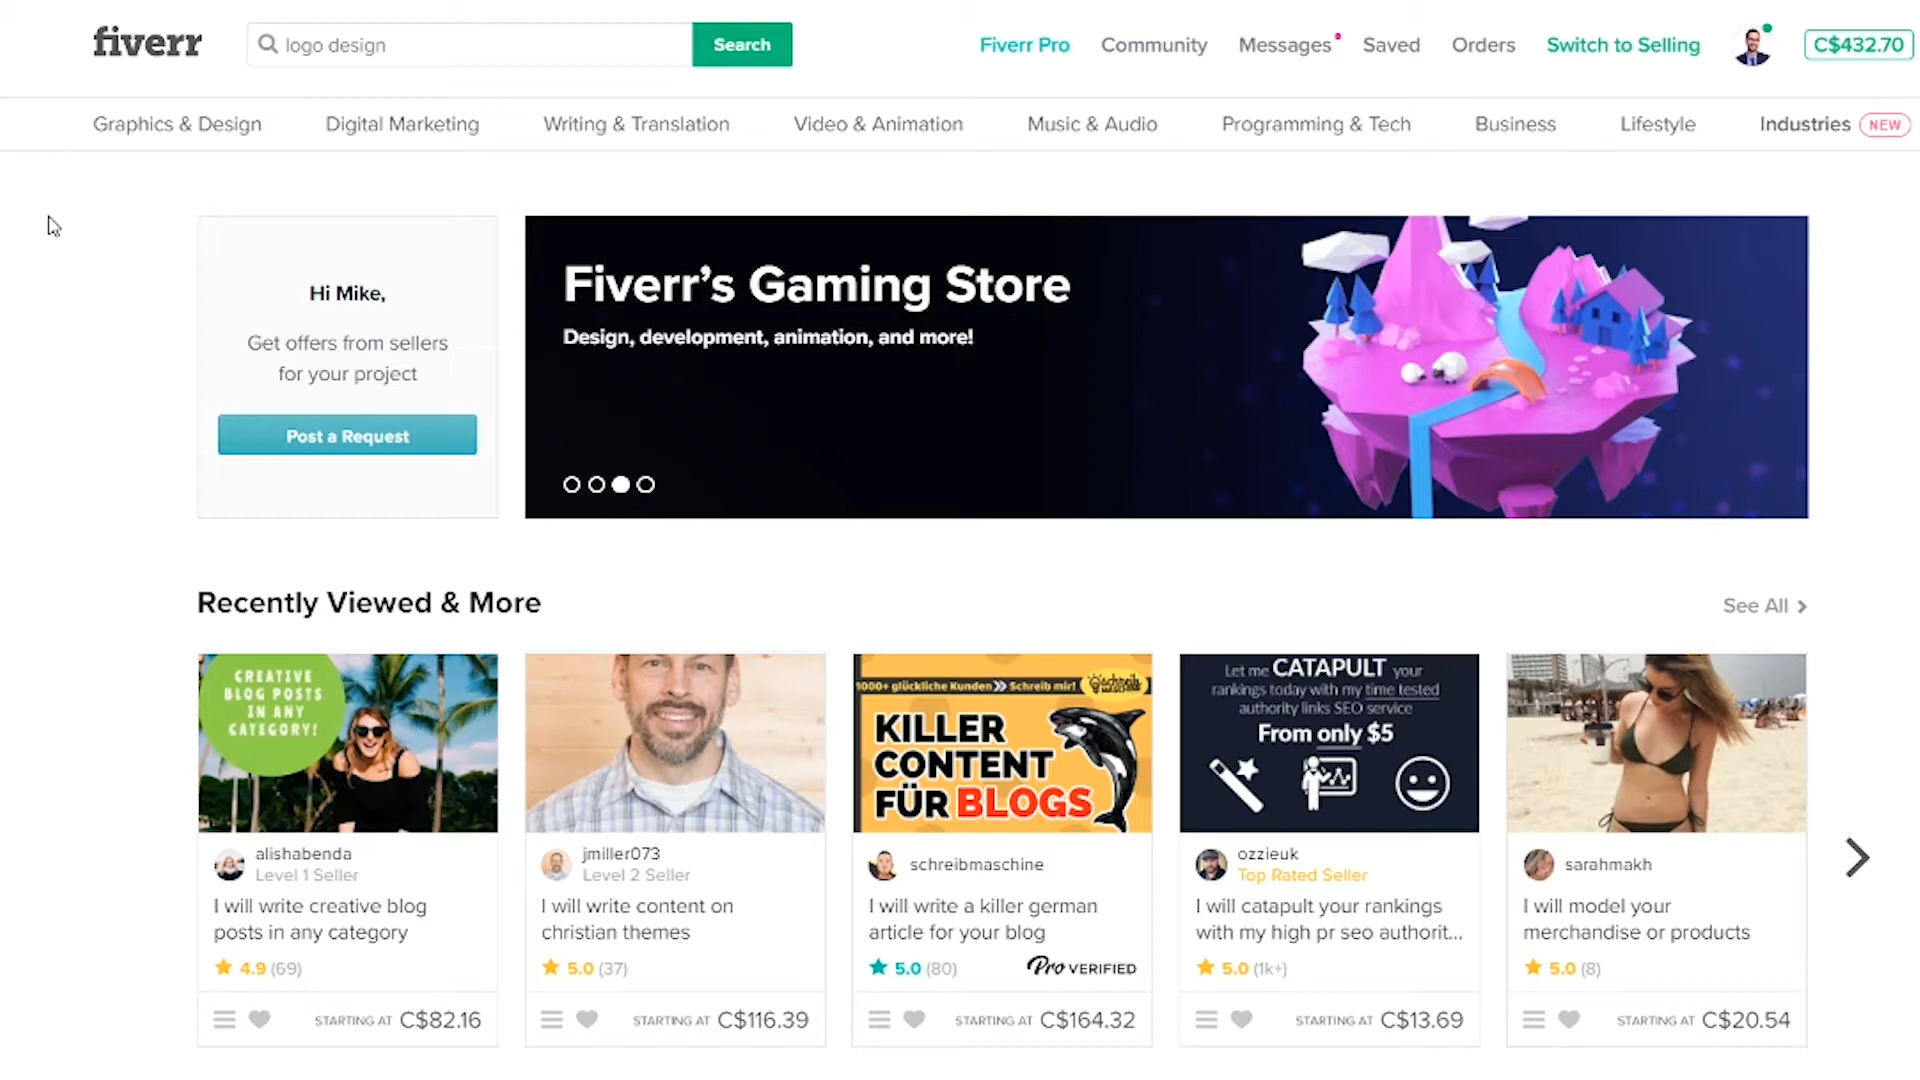 fiverr
logo design
Search
Fiverr Pro
Community
Messages
Saved
Orders
Switch to Selling
C$432.70
Graphics & Design
Digital Marketing
Writing & Translation
Video & Animation
Music & Audio
Programming & Tech
Business
Lifestyle
Industries NEW
Hi Mike,
Get offers from sellers
for your project
Post a Request
Fiverr's Gaming Store
Design, development, animation, and more!
Recently Viewed & More
See All
CREATIVE
BLOG POSTS
IN ANY
CATEGORY!
alishabenda
Level 1 Seller
I will write creative blog
posts in any category
4.9 (69)
STARTING AT C$82.16
jmiller073
Level 2 Seller
I will write content on
christian themes
5.0 (37)
STARTING AT C$116.39
1000+ glückliche Kunden Schreib mir!
KILLER
CONTENT
FÜR BLOGS
schreibmaschine
I will write a killer german
article for your blog
5.0 (80)
Pro VERIFIED
STARTING AT C$164.32
Let me CATAPULT your
rankings today with my time tested
authority links SEO service
From only $5
ozzieuk
Top Rated Seller
I will catapult your rankings
with my high pr seo authorit...
5.0 (1k+)
STARTING AT C$13.69
sarahmakh
I will model your
merchandise or products
5.0 (8)
STARTING AT C$20.54